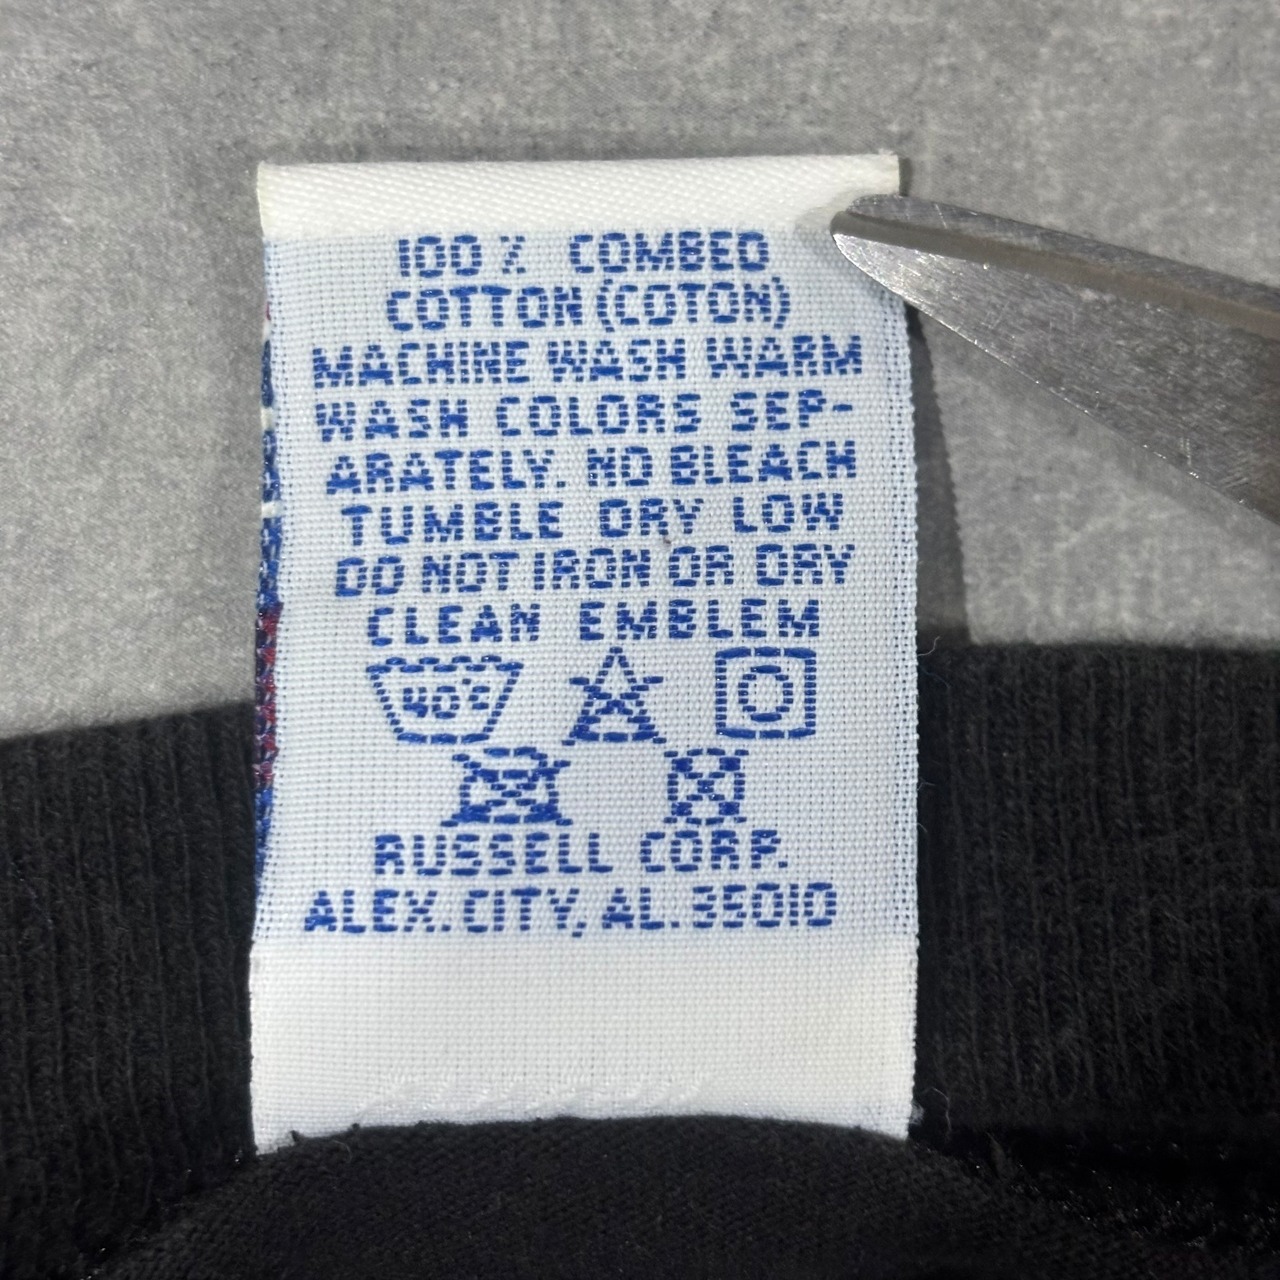 100% COMBED
COTTON (COTON)
MACHINE WASH WARM
WASH COLORS SEP-
ARATELY. NO BLEACH
TUMBLE DRY LOW
DO NOT IRON OR DRY
CLEAN EMBLEM
40°C
RUSSELL CORP.
ALEX. CITY, AL. 35010